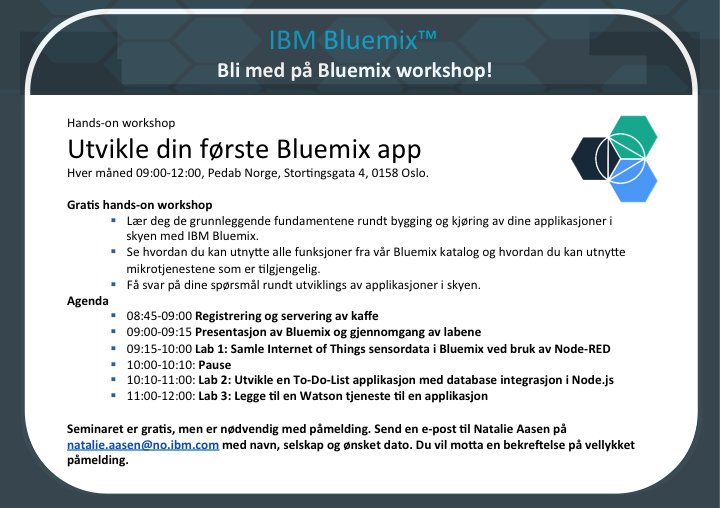 IBM Bluemix™
Bli med på Bluemix workshop!
Hands-on workshop
Utvikle din første Bluemix app
Hver måned 09:00-12:00, Pedab Norge, Stortingsgata 4, 0158 Oslo.
Gratis hands-on workshop
▪ Lær deg de grunnleggende fundamentene rundt bygging og kjøring av dine applikasjoner i
skyen med IBM Bluemix.
▪ Se hvordan du kan utnytte alle funksjoner fra vår Bluemix katalog og hvordan du kan utnytte
mikrotjenestene som er tilgjengelig.
▪ Få svar på dine spørsmål rundt utviklings av applikasjoner i skyen.
Agenda
▪ 08:45-09:00 Registrering og servering av kaffe
▪ 09:00-09:15 Presentasjon av Bluemix og gjennomgang av labene
▪ 09:15-10:00 Lab 1: Samle Internet of Things sensordata i Bluemix ved bruk av Node-RED
▪ 10:00-10:10: Pause
▪ 10:10-11:00: Lab 2: Utvikle en To-Do-List applikasjon med database integrasjon i Node.js
▪ 11:00-12:00: Lab 3: Legge til en Watson tjeneste til en applikasjon
Seminaret er gratis, men er nødvendig med påmelding. Send en e-post til Natalie Aasen på
natalie.aasen@no.ibm.com med navn, selskap og ønsket dato. Du vil motta en bekreftelse på vellykket
påmelding.